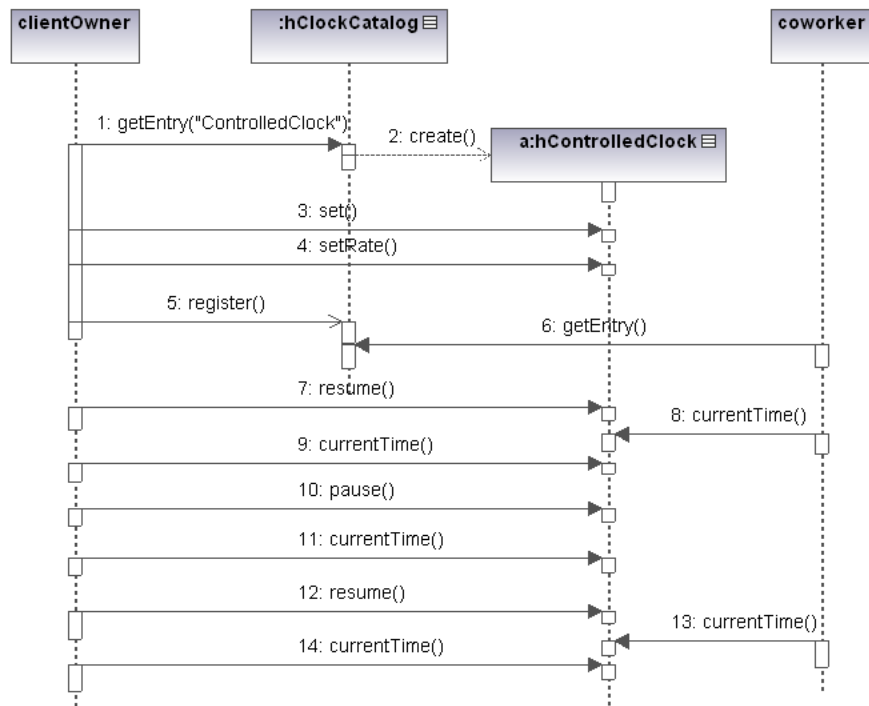 clientOwner
:hClockCatalog
coworker
1: getEntry("ControlledClock")
2: create()
a:hControlledClock
3: set()
4: setRate()
5: register()
6: getEntry()
7: resume()
8: currentTime()
9: currentTime()
10: pause()
11: currentTime()
12: resume()
13: currentTime()
14: currentTime()